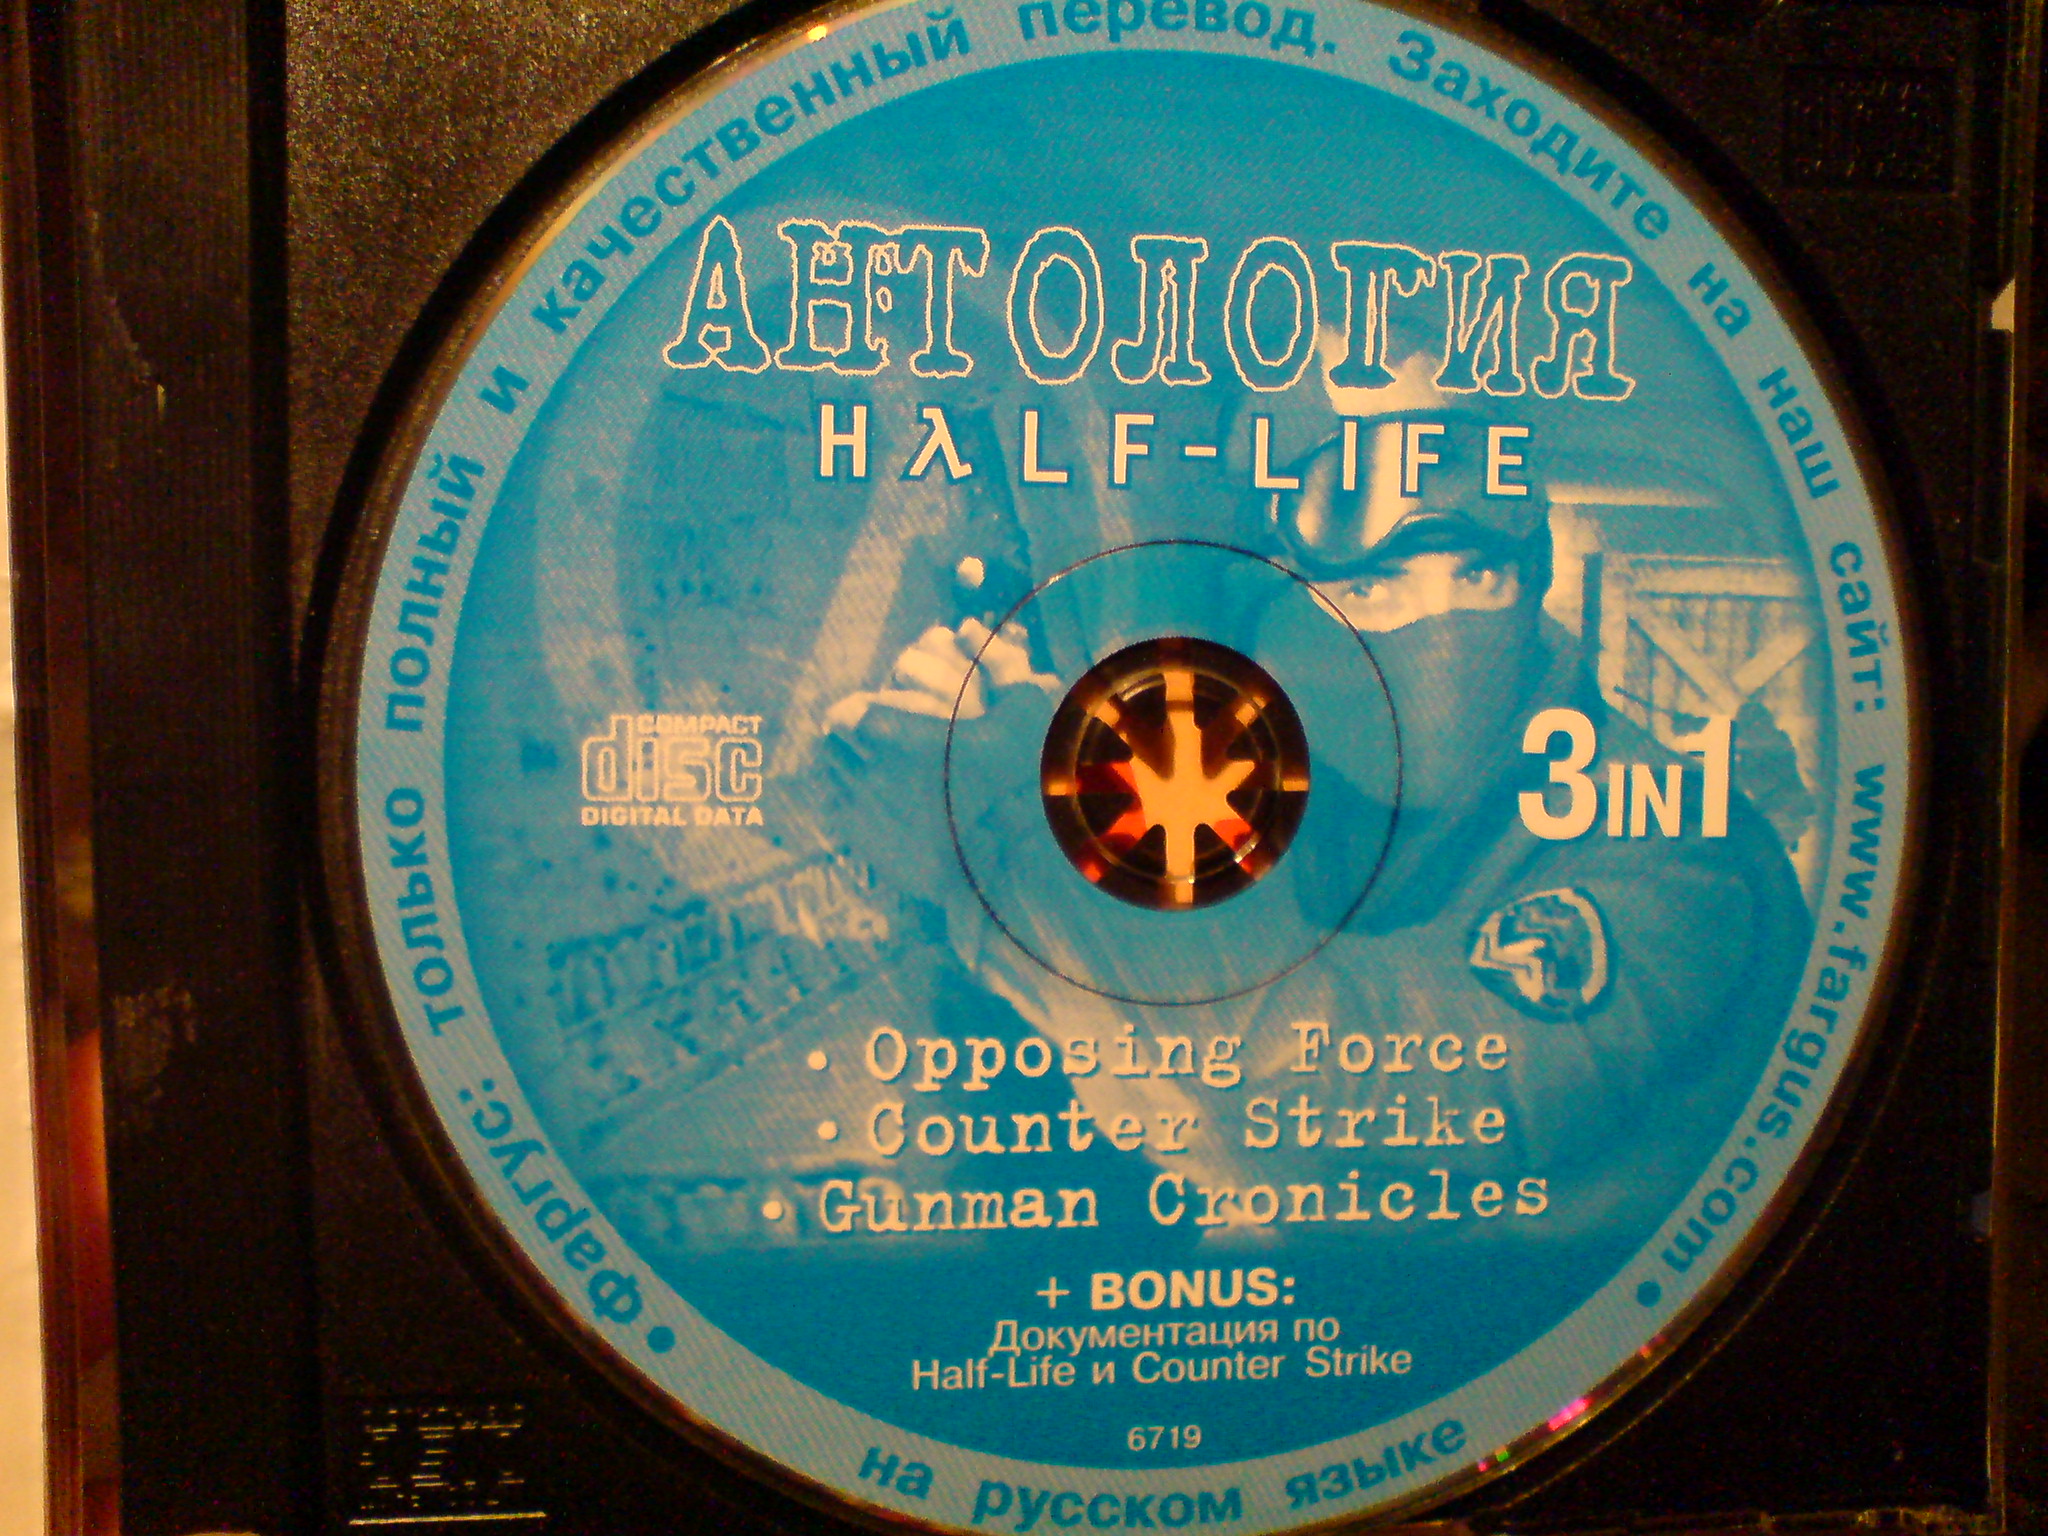 • Фаргус: только полный и качественный перевод. Заходите на наш сайт: www.fargus.com •
АНТОЛОГИЯ
HλLF-LIFE
COMPACT
disc
DIGITAL DATA
3IN1
• Opposing Force
• Counter Strike
• Gunman Cronicles
+ BONUS:
Документация по
Half-Life и Counter Strike
6719
на русском языке